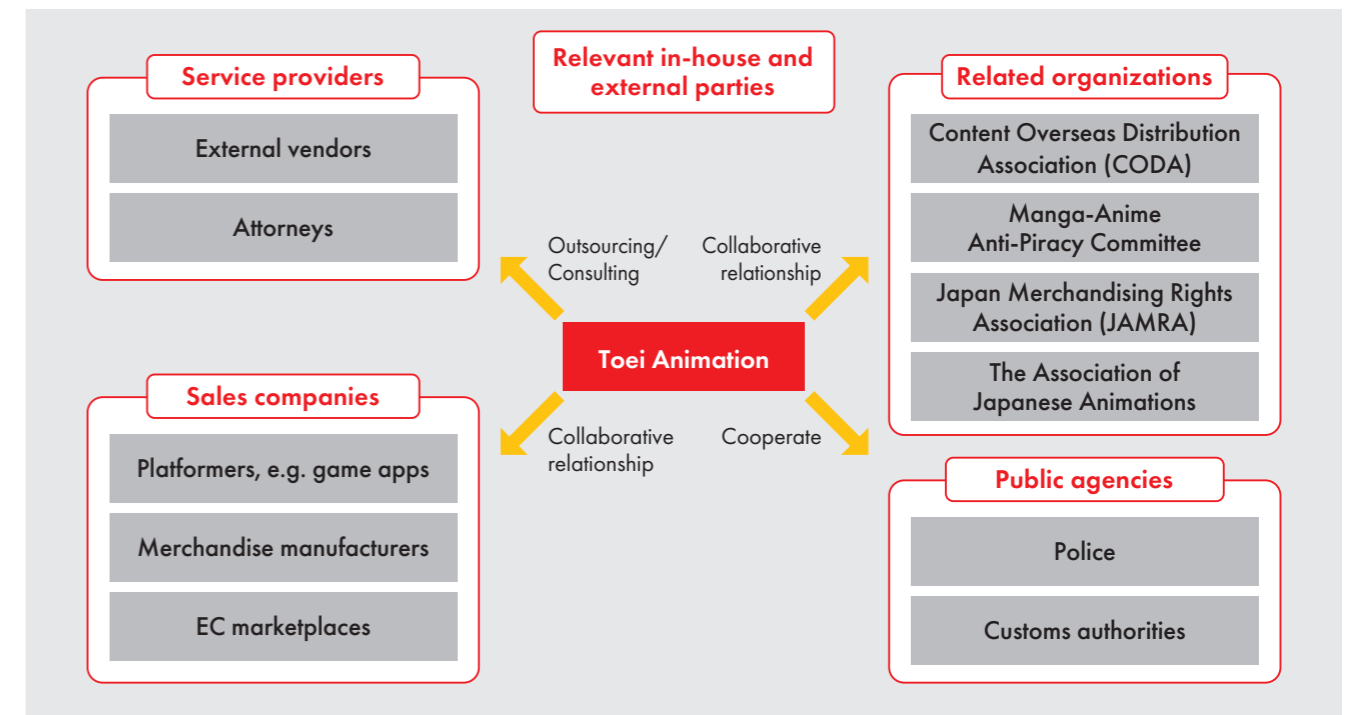 Relevant in-house and
external parties
Service providers
External vendors
Attorneys
Related organizations
Content Overseas Distribution
Association (CODA)
Manga-Anime
Anti-Piracy Committee
Japan Merchandising Rights
Association (JAMRA)
The Association of
Japanese Animations
Outsourcing/
Consulting
Collaborative
relationship
Toei Animation
Collaborative
relationship
Cooperate
Sales companies
Platformers, e.g. game apps
Merchandise manufacturers
EC marketplaces
Public agencies
Police
Customs authorities